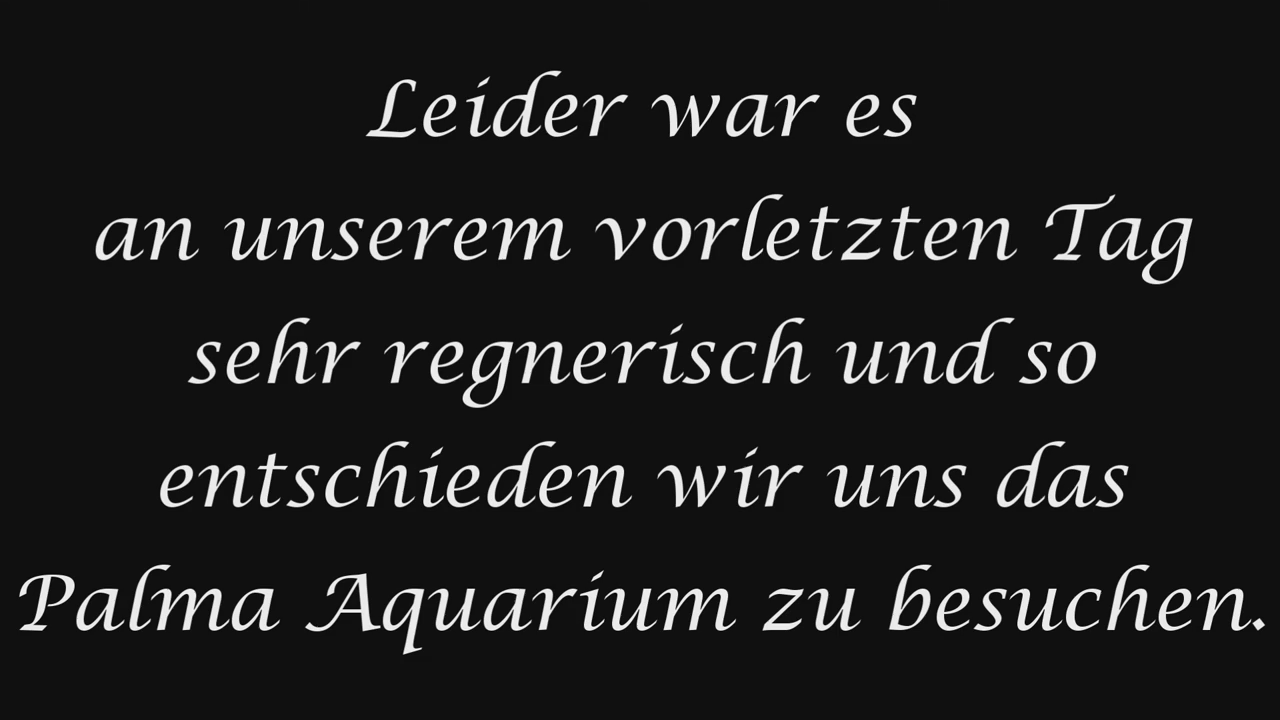 Leider war es
an unserem vorletzten Tag
sehr regnerisch und so
entschieden wir uns das
Palma Aquarium zu besuchen.